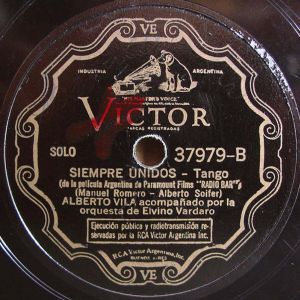 VE
INDUSTRIA ARGENTINA
"HIS MASTER'S VOICE"
VICTOR
MARCAS REGISTRADAS
SOLO 37979-B
SIEMPRE UNIDOS - Tango
(de la película Argentina de Paramount Films "RADIO BAR")
(Manuel Romero - Alberto Soifer)
ALBERTO VILA acompañado por la
orquesta de Elvino Vardaro
Ejecución pública y radiotransmisión re-
servadas por la RCA Victor Argentina Inc.
RCA Victor Argentina, Inc.
BUENOS AIRES
VE